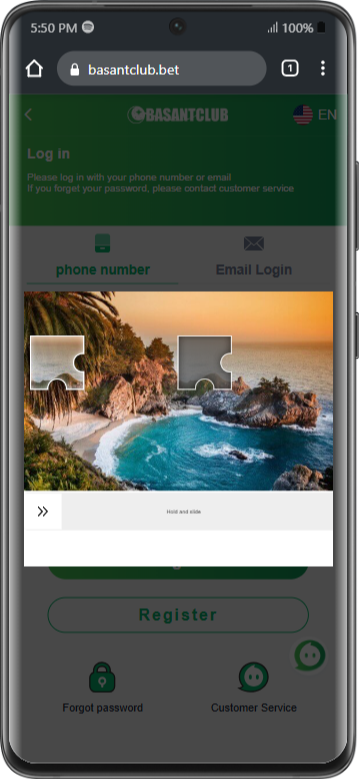 5:50 PM
100%
basantclub.bet
1
BASANTCLUB
EN
Log in
Please log in with your phone number or email
If you forget your password, please contact customer service
phone number
Email Login
Hold and slide
Register
Forgot password
Customer Service